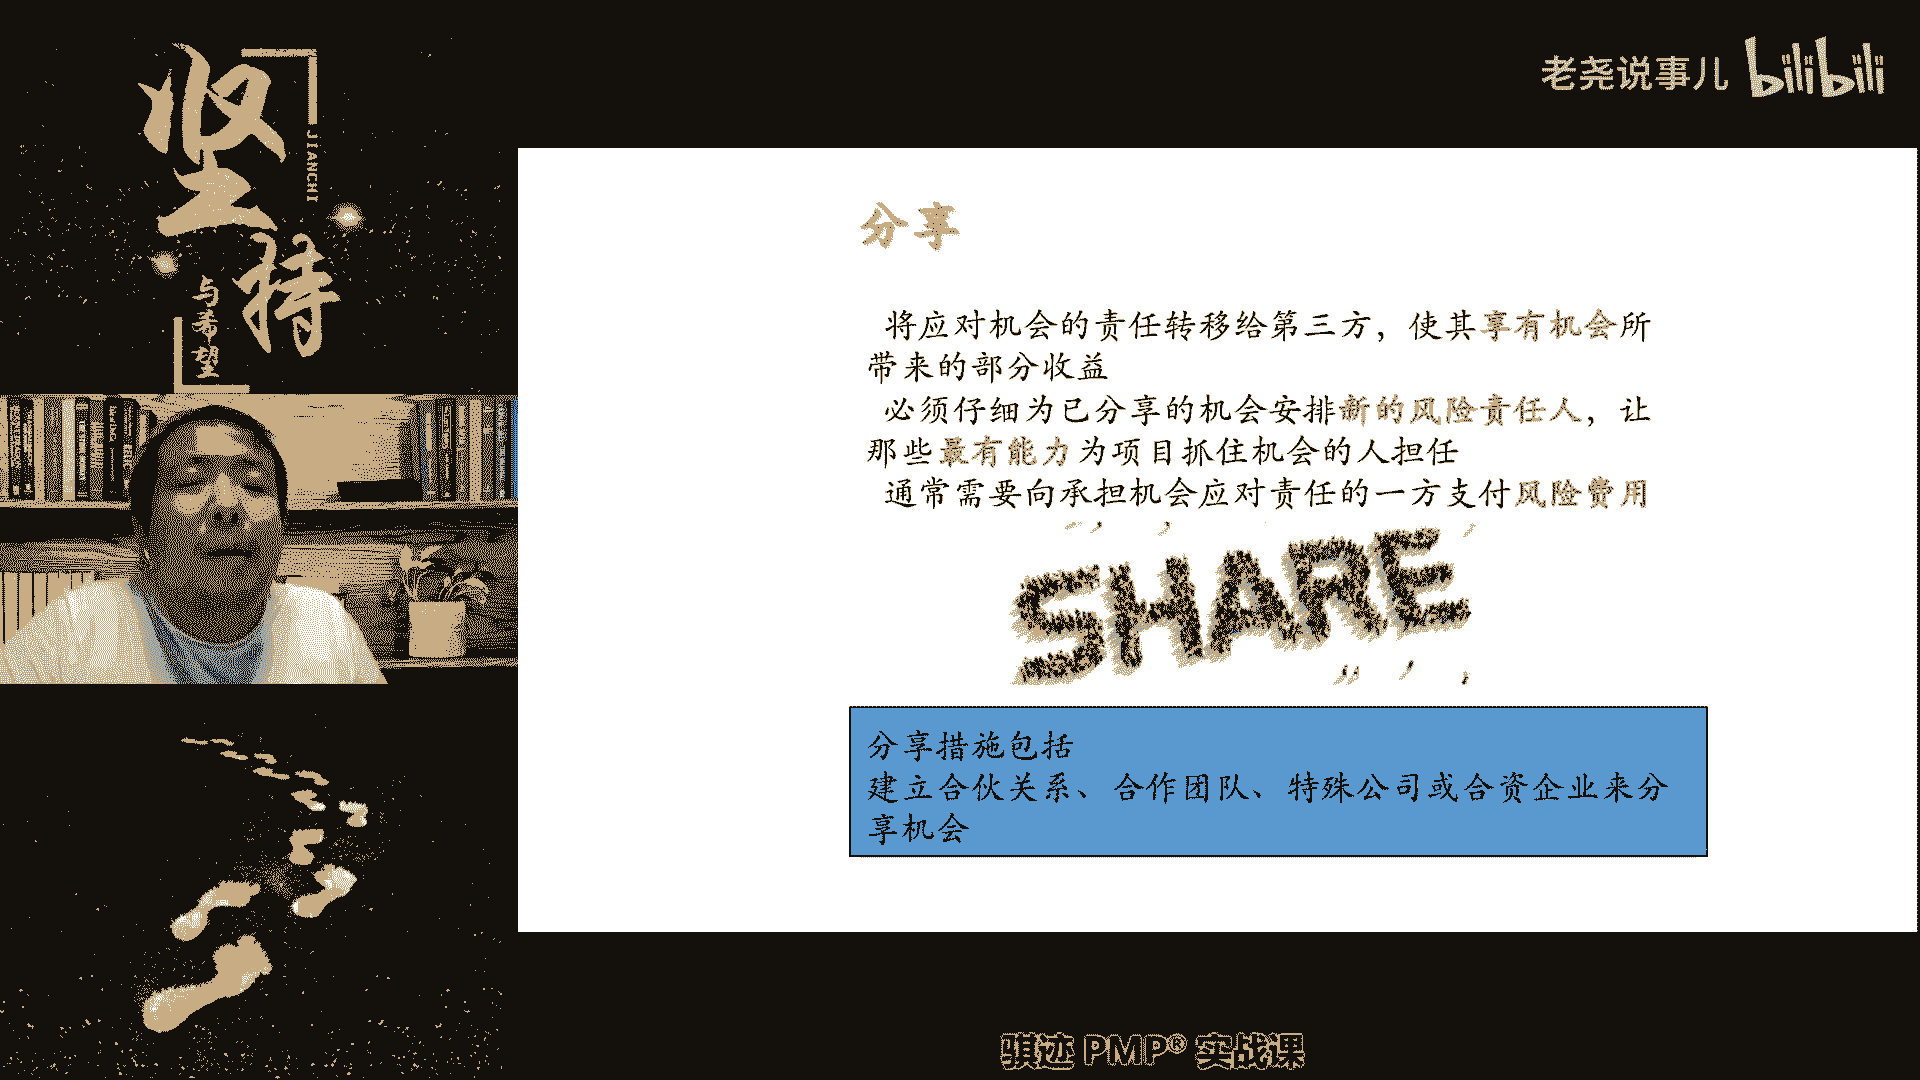 坚持
JIANCHI
与希望
老尧说事儿 bilibili
分享
将应对机会的责任转移给第三方，使其享有机会所
带来的部分收益
必须仔细为已分享的机会安排新的风险责任人，让
那些最有能力为项目抓住机会的人担任
通常需要向承担机会应对责任的一方支付风险费用
SHARE
分享措施包括
建立合伙关系、合作团队、特殊公司或合资企业来分
享机会
骐迹 PMP® 实战课